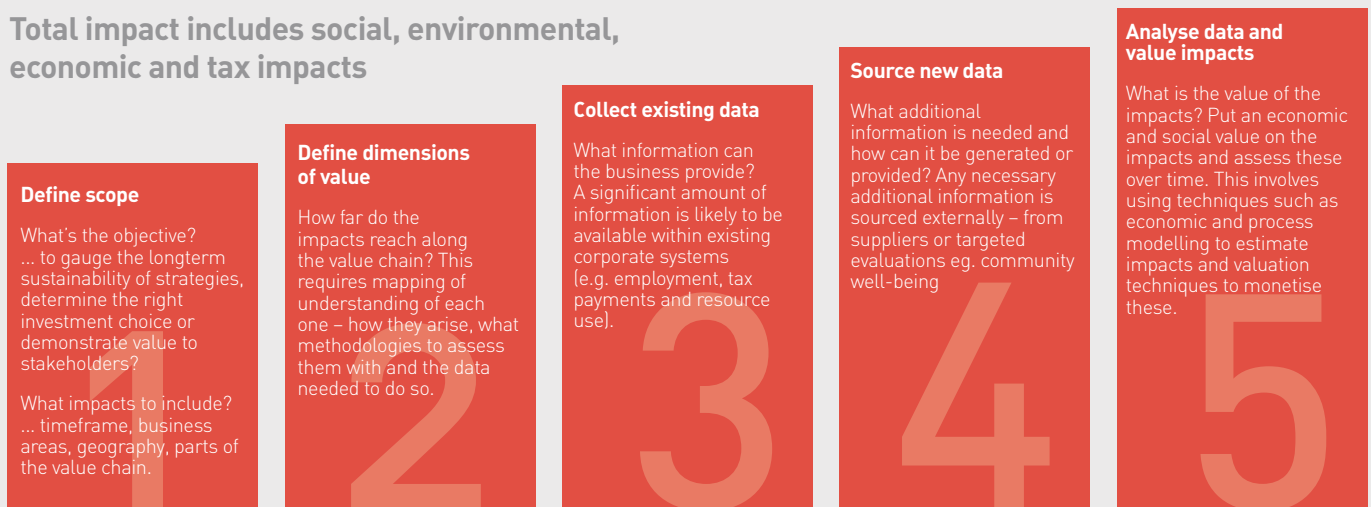 Total impact includes social, environmental,
economic and tax impacts
Define scope
What's the objective?
... to gauge the longterm
sustainability of strategies,
determine the right
investment choice or
demonstrate value to
stakeholders?
What impacts to include?
... timeframe, business
areas, geography, parts of
the value chain.
1
Define dimensions
of value
How far do the
impacts reach along
the value chain? This
requires mapping of
understanding of each
one – how they arise, what
methodologies to assess
them with and the data
needed to do so.
2
Collect existing data
What information can
the business provide?
A significant amount of
information is likely to be
available within existing
corporate systems
(e.g. employment, tax
payments and resource
use).
3
Source new data
What additional
information is needed and
how can it be generated or
provided? Any necessary
additional information is
sourced externally – from
suppliers or targeted
evaluations eg. community
well-being
4
Analyse data and
value impacts
What is the value of the
impacts? Put an economic
and social value on the
impacts and assess these
over time. This involves
using techniques such as
economic and process
modelling to estimate
impacts and valuation
techniques to monetise
these.
5